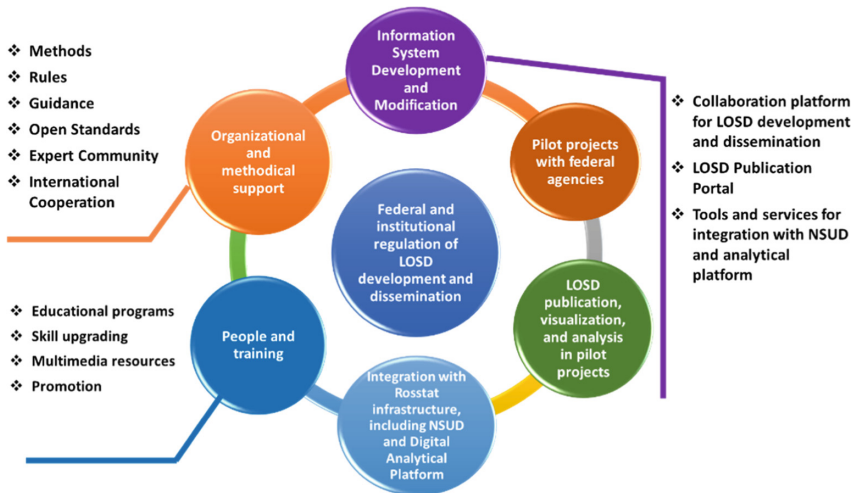 Information
System
Development
and
Modification
❖ Methods
❖ Rules
❖ Guidance
❖ Open Standards
❖ Expert Community
❖ International
Cooperation
Organizational
and
methodical
support
Pilot projects
with federal
agencies
❖ Collaboration platform
for LOSD development
and dissemination
❖ LOSD Publication
Portal
❖ Tools and services for
integration with NSUD
and analytical
platform
Federal and
institutional
regulation of
LOSD
development and
dissemination
LOSD
publication,
visualization,
and analysis
in pilot
projects
❖ Educational programs
❖ Skill upgrading
❖ Multimedia resources
❖ Promotion
People and
training
Integration with
Rosstat
infrastructure,
including NSUD
and Digital
Analytical
Platform